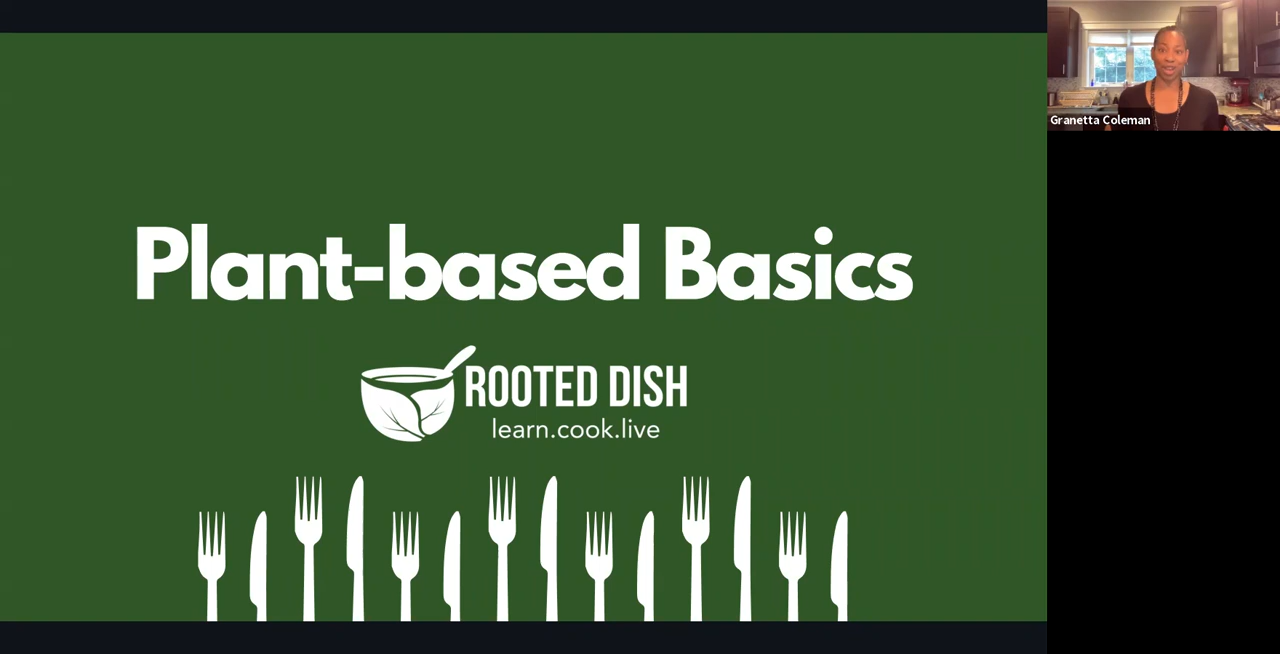 Plant-based Basics
ROOTED DISH
learn.cook.live
Granetta Coleman